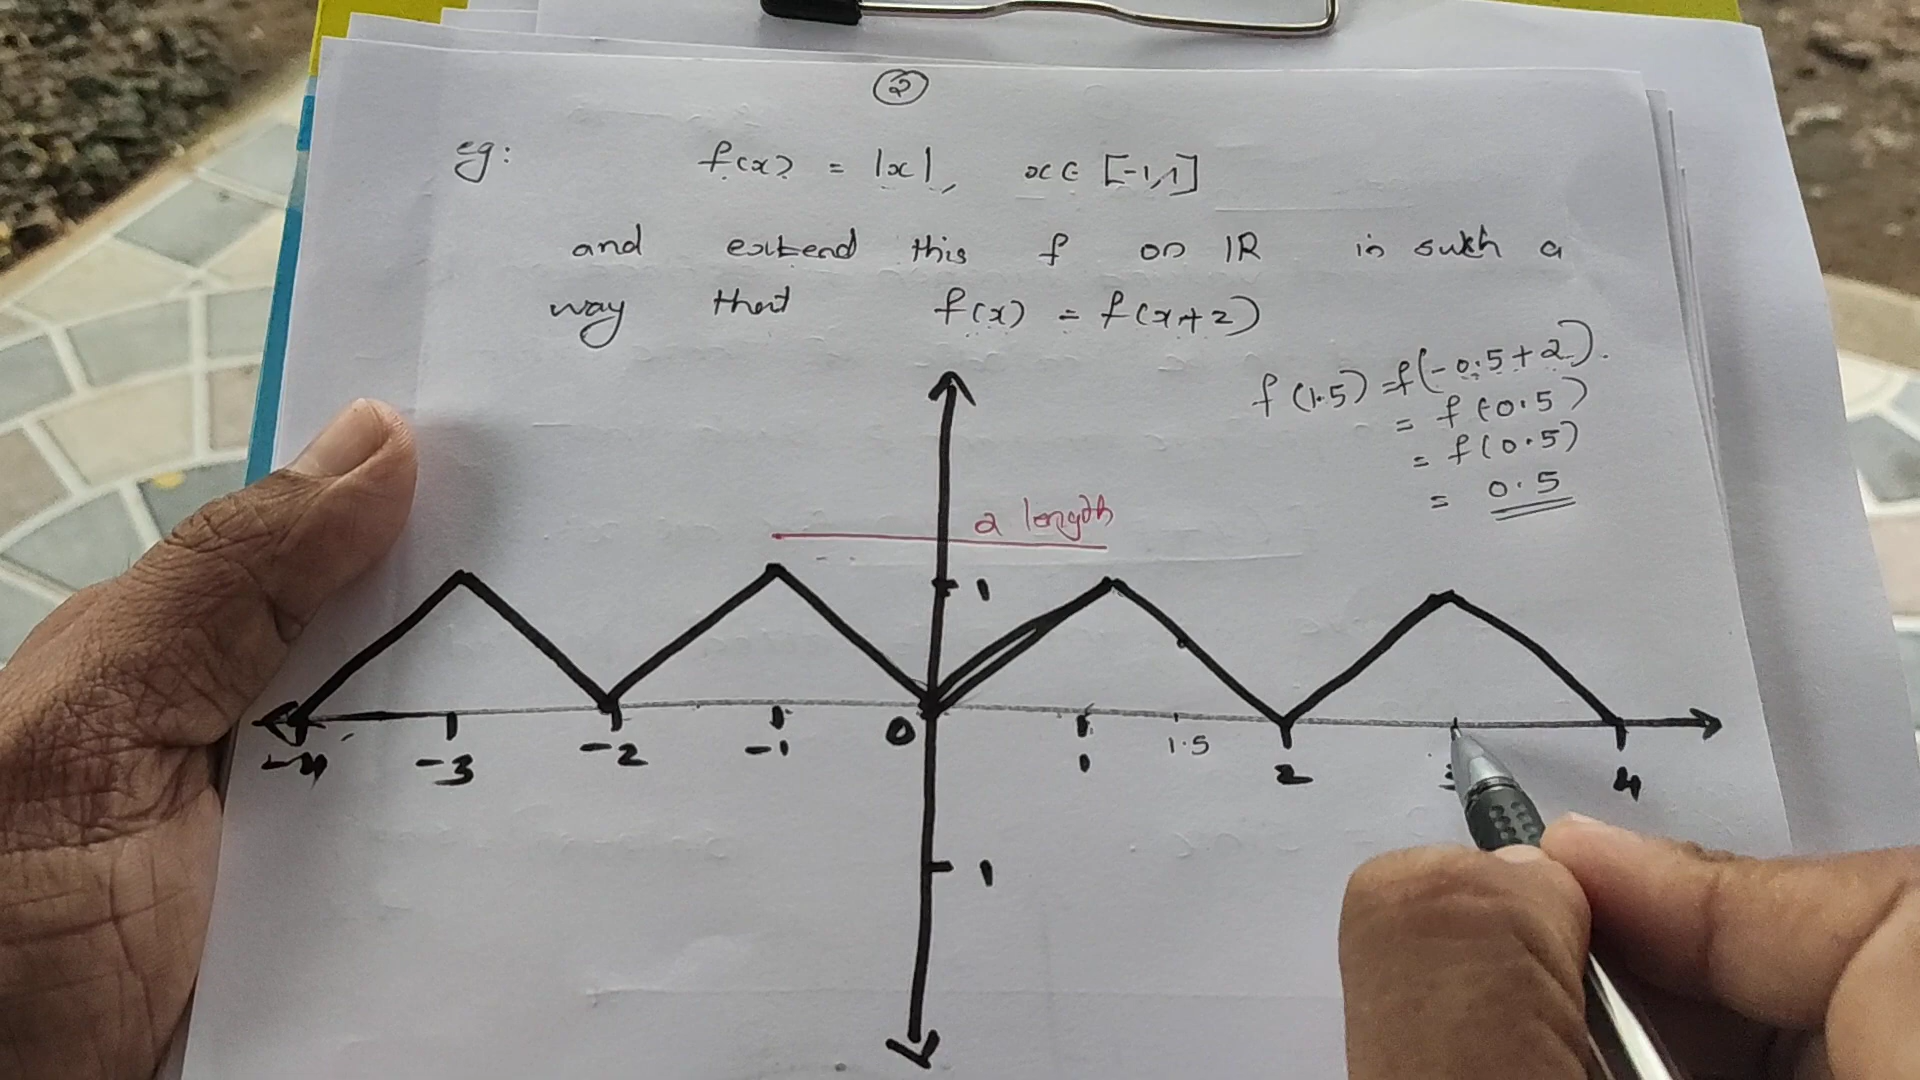 ②
eg: f(x) = |x|, x ∈ [-1,1]
and extend this f on IR in such a
way that f(x) = f(x+2)
f(1.5) = f(-0.5+2).
= f(-0.5)
= f(0.5)
= 0.5
2 length
1
-4 -3 -2 -1 0 1 1.5 2 4
1